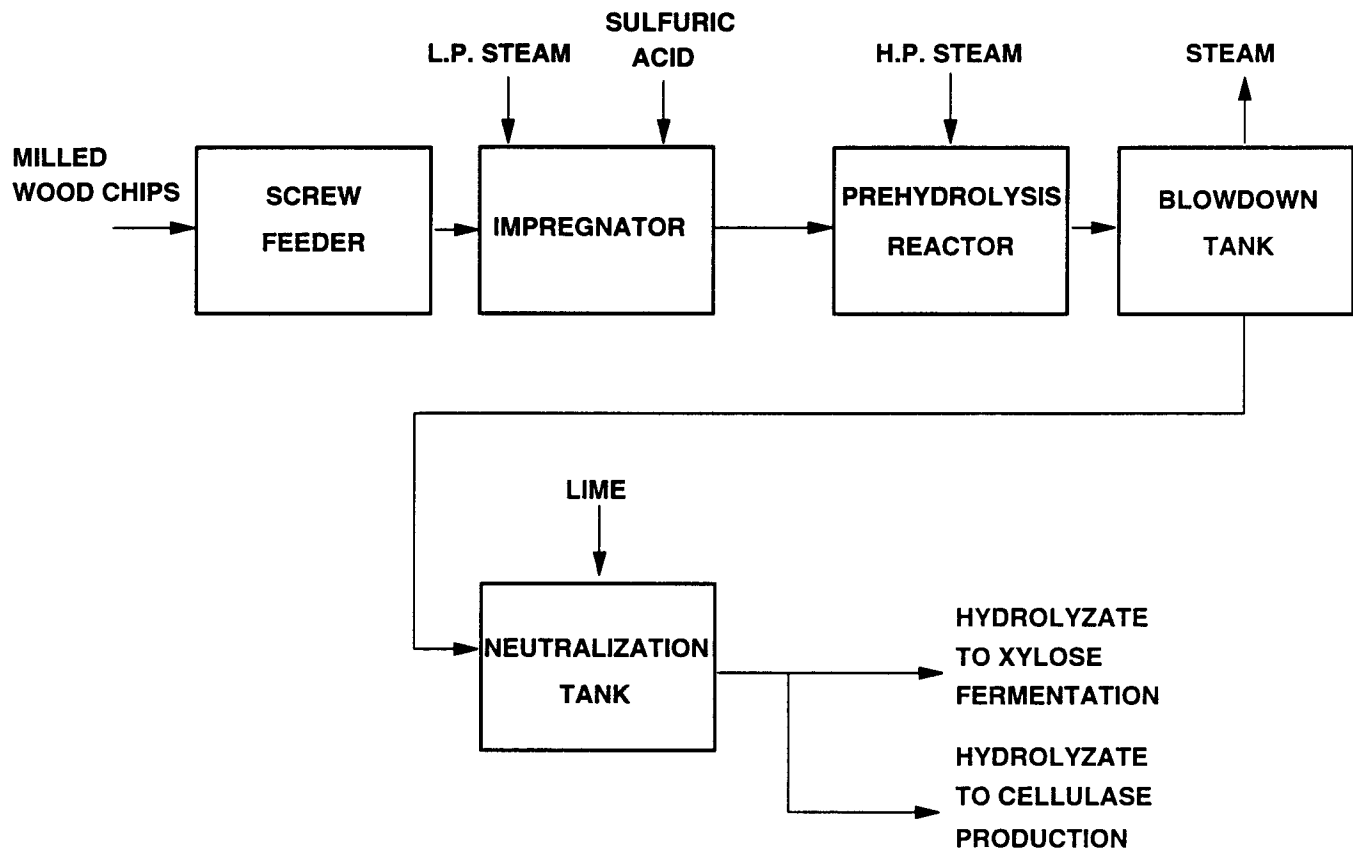 L.P. STEAM
SULFURIC
ACID
H.P. STEAM
STEAM
MILLED
WOOD CHIPS
SCREW
FEEDER
IMPREGNATOR
PREHYDROLYSIS
REACTOR
BLOWDOWN
TANK
LIME
NEUTRALIZATION
TANK
HYDROLYZATE
TO XYLOSE
FERMENTATION
HYDROLYZATE
TO CELLULASE
PRODUCTION